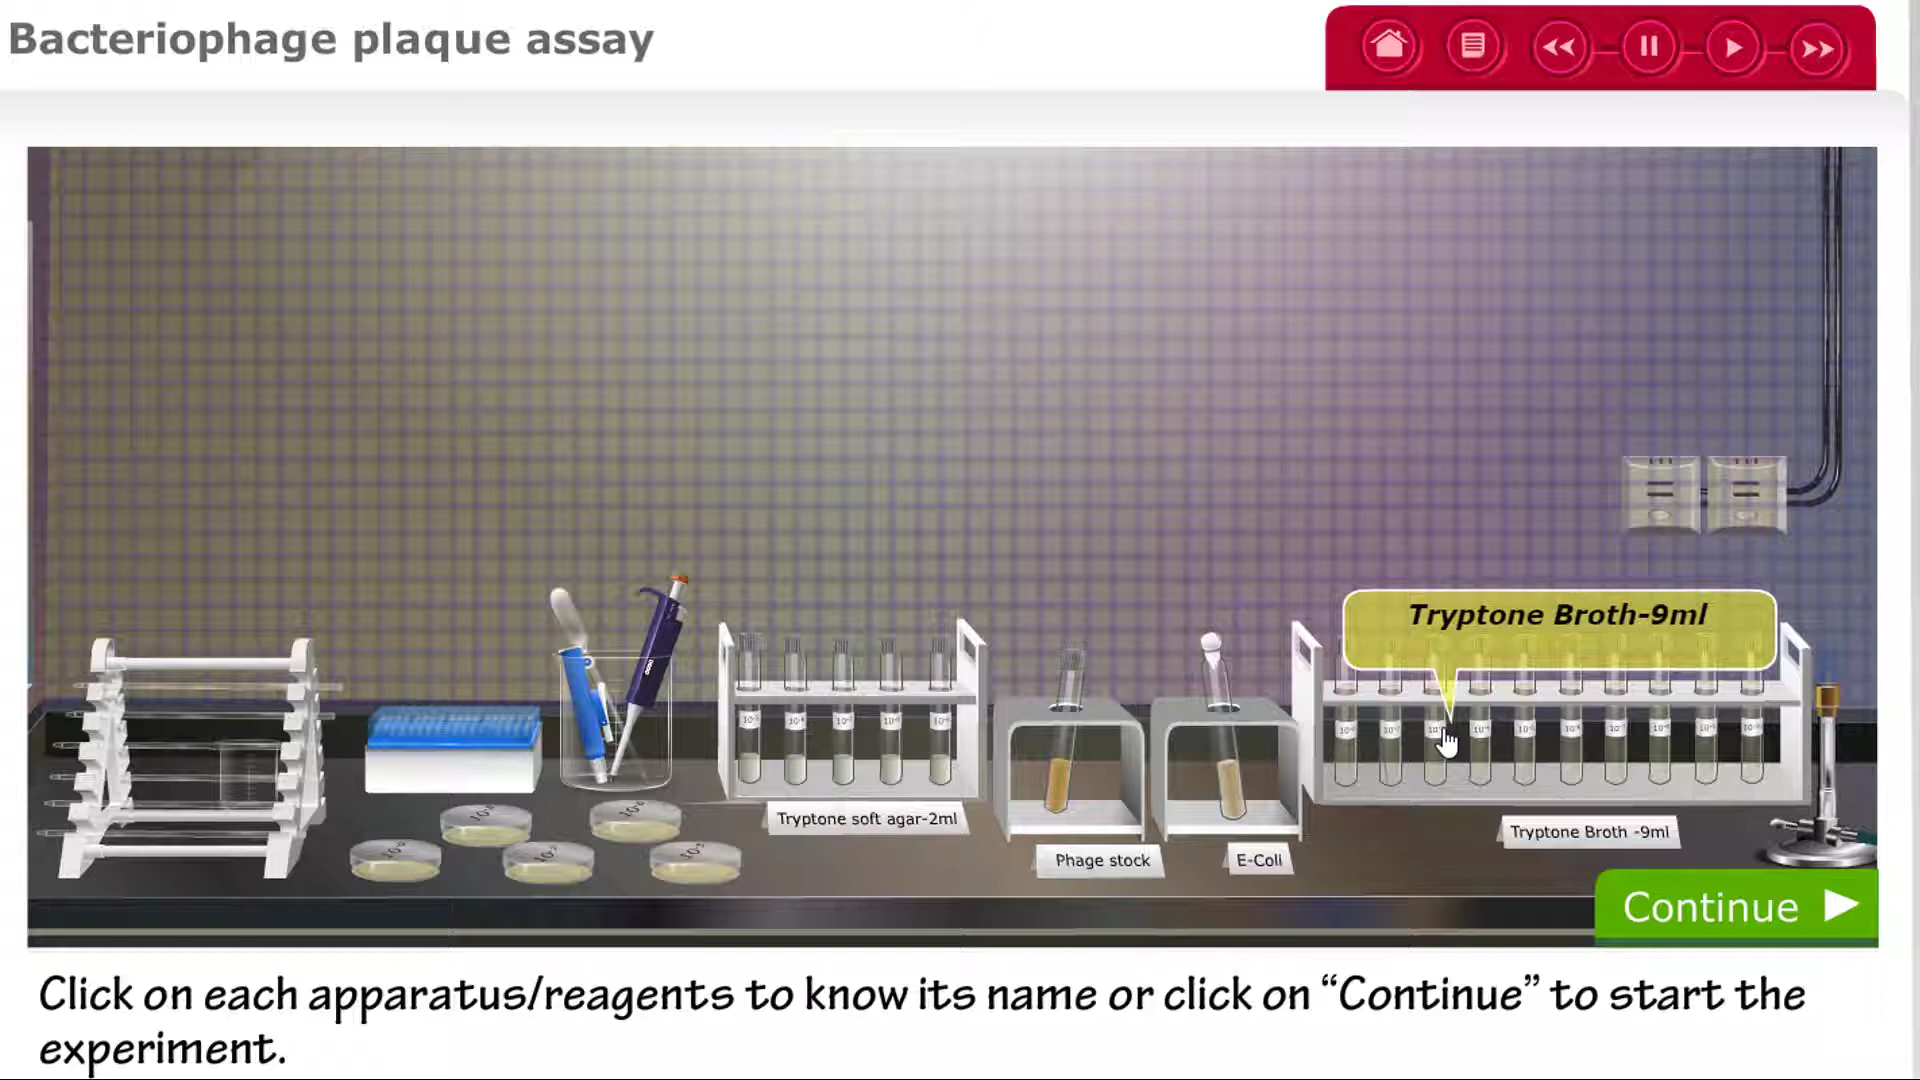 Bacteriophage plaque assay
Tryptone Broth-9ml
Tryptone soft agar-2ml
Tryptone Broth -9ml
Phage stock
E-Coli
Continue
Click on each apparatus/reagents to know its name or click on “Continue” to start the
experiment.